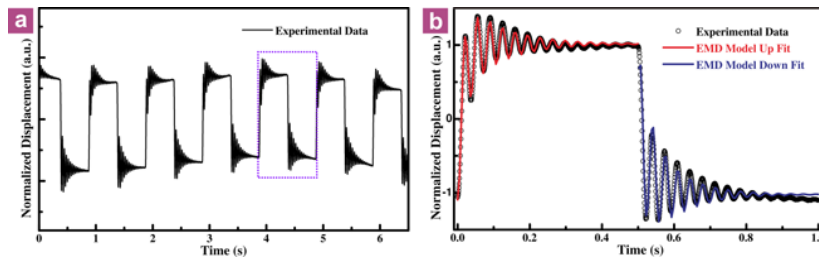 a
Experimental Data
Normalized Displacement (a.u.)
0 1 2 3 4 5 6
Time (s)
b
Experimental Data
EMD Model Up Fit
EMD Model Down Fit
Normalized Displacement (a.u.)
1
0
-1
0.0 0.2 0.4 0.6 0.8 1.
Time (s)